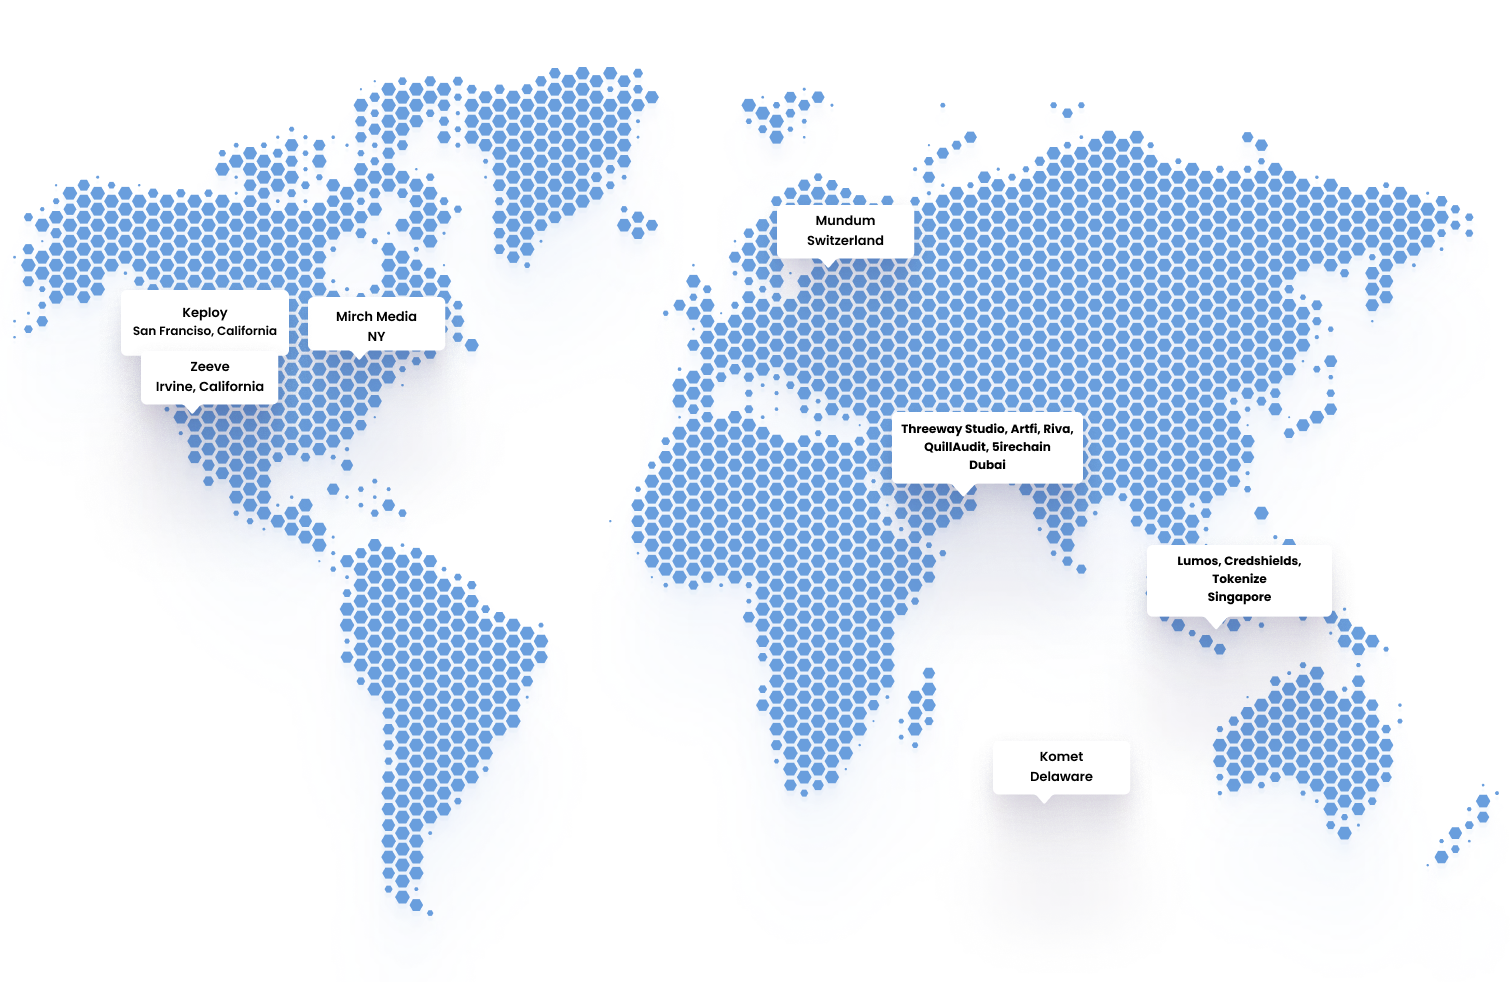 Mundum
Switzerland
Keploy
San Franciso, California
Mirch Media
NY
Zeeve
Irvine, California
Threeway Studio, Artfi, Riva,
QuillAudit, 5irechain
Dubai
Lumos, Credshields,
Tokenize
Singapore
Komet
Delaware